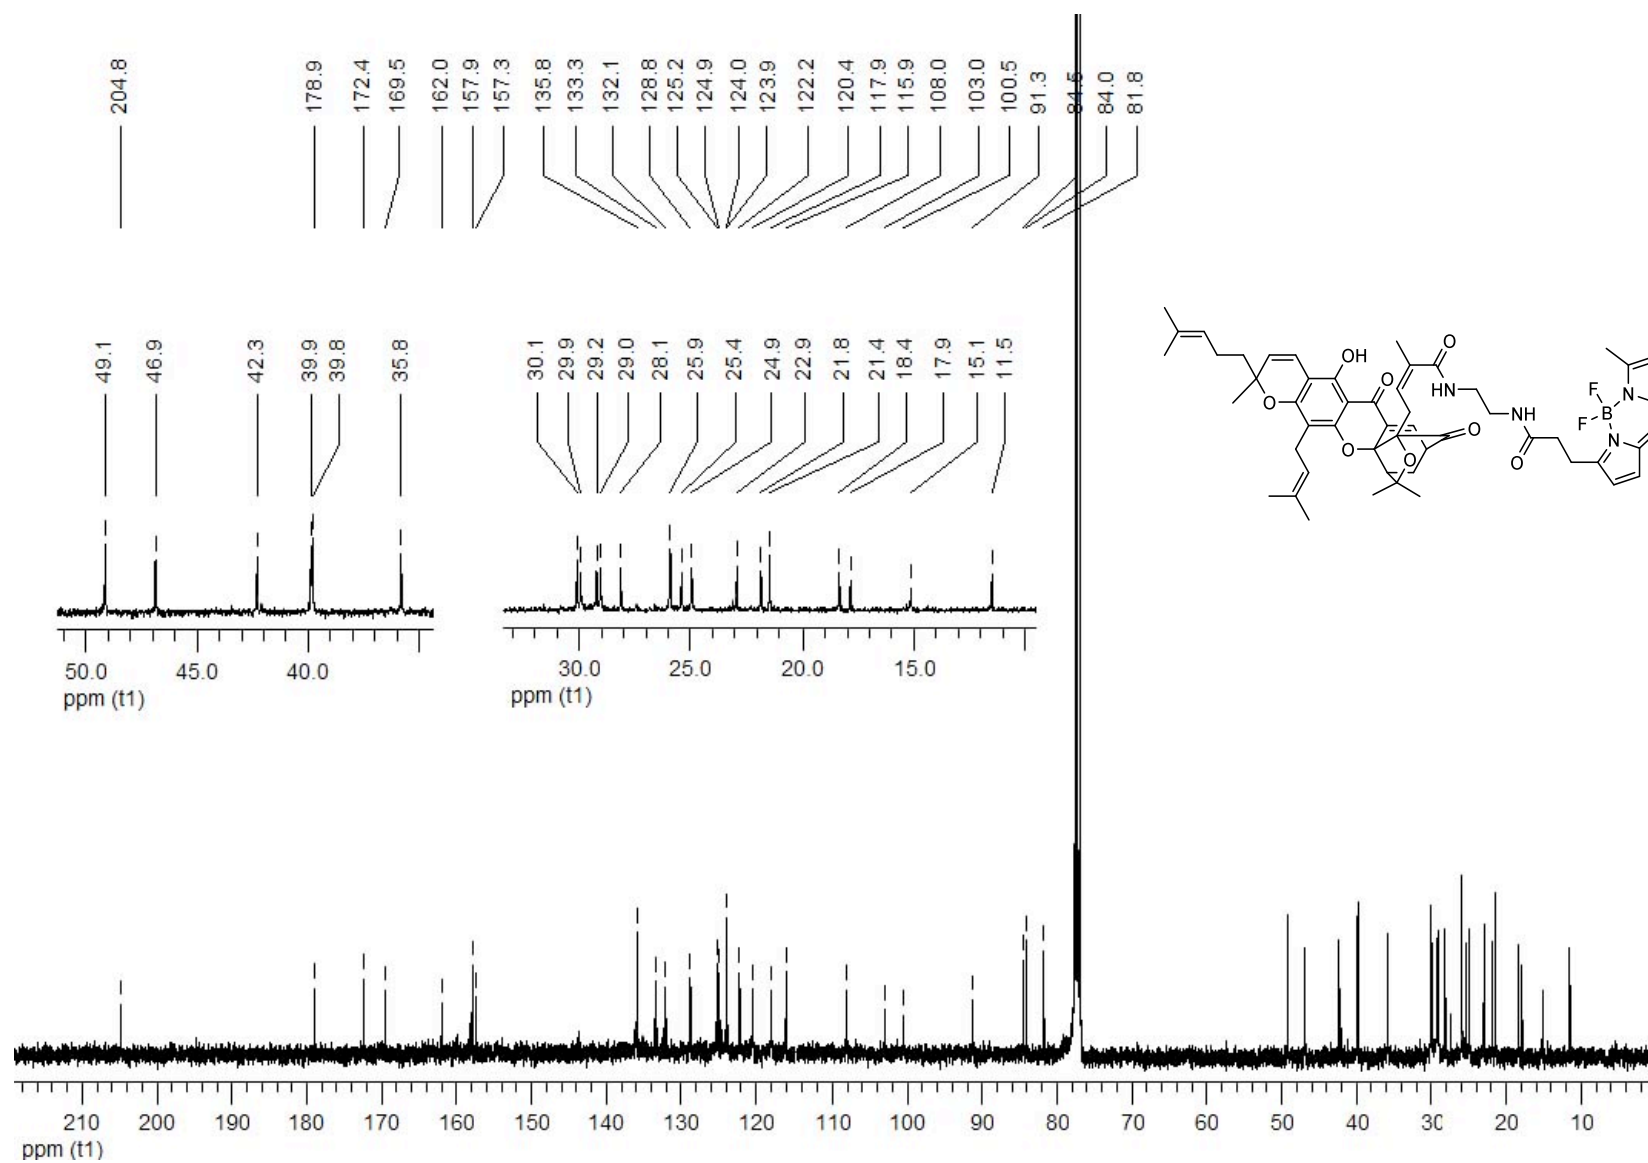 204.8 178.9 172.4 169.5 162.0 157.9 157.3 135.8 133.3 132.1 128.8 125.2 124.9 124.0 123.9 122.2 120.4 117.9 115.9 108.0 103.0 100.5 91.3 84.5 84.0 81.8
49.1 46.9 42.3 39.9 39.8 35.8 30.1 29.9 29.2 29.0 28.1 25.9 25.4 24.9 22.9 21.8 21.4 18.4 17.9 15.1 11.5
OH O O
HN NH
F F B N N
O O O O O
50.0 45.0 40.0 30.0 25.0 20.0 15.0
ppm (t1) ppm (t1)
210 200 190 180 170 160 150 140 130 120 110 100 90 80 70 60 50 40 30 20 10
ppm (t1)